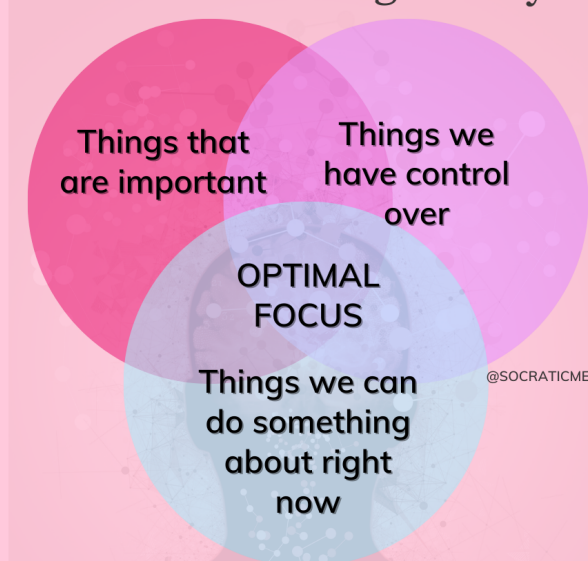 Things that
are important
Things we
have control
over
OPTIMAL
FOCUS
@SOCRATICME
Things we can
do something
about right
now